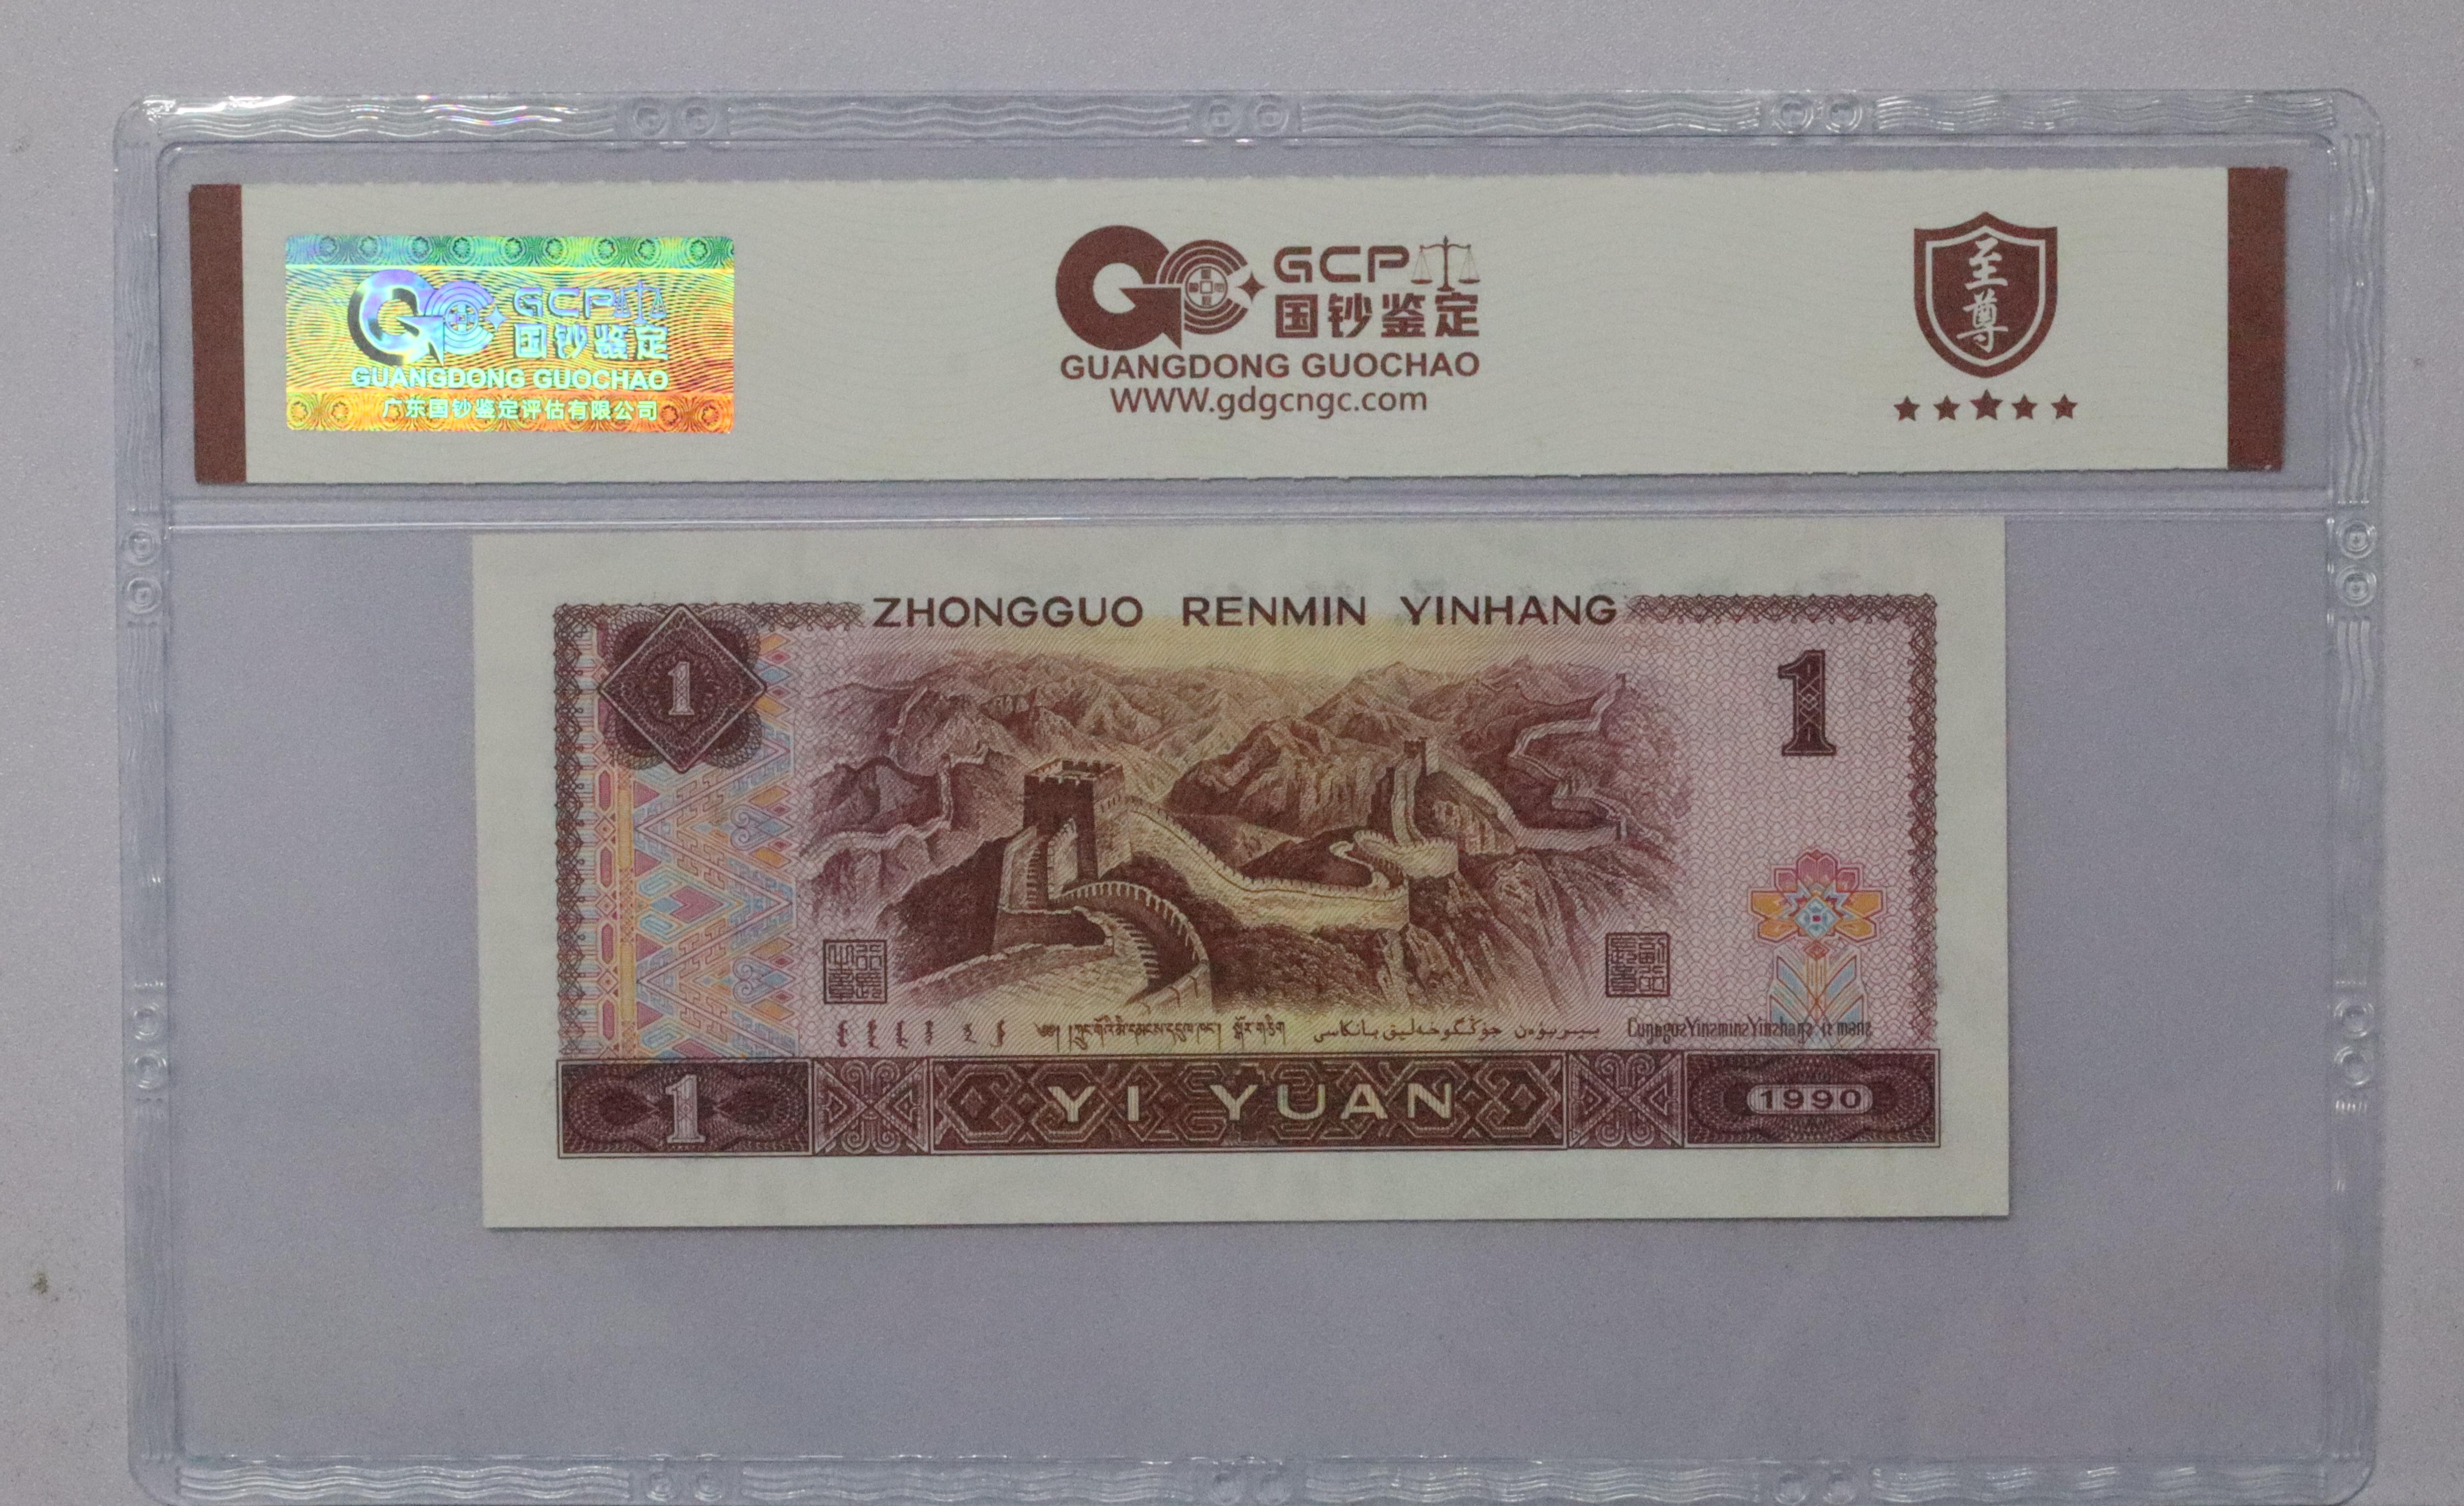 GCP
国钞鉴定
GUANGDONG GUOCHAO
广东国钞鉴定评估有限公司
GCP
国钞鉴定
GUANGDONG GUOCHAO
WWW.gdgcngc.com
至尊
ZHONGGUO RENMIN YINHANG
1
1
1 YI YUAN 1990